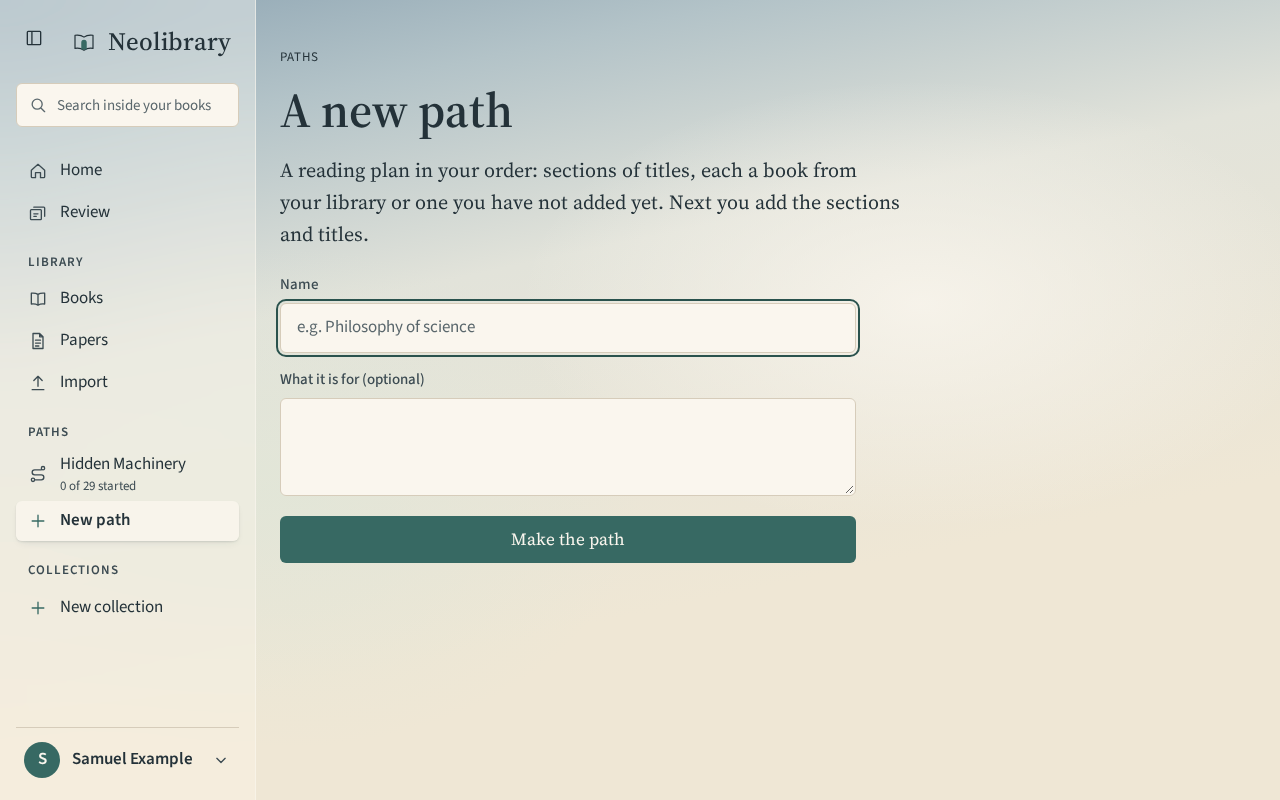 Neolibrary
Search inside your books
Home
Review
LIBRARY
Books
Papers
Import
PATHS
Hidden Machinery
0 of 29 started
New path
COLLECTIONS
New collection
S
Samuel Example
PATHS
A new path
A reading plan in your order: sections of titles, each a book from
your library or one you have not added yet. Next you add the sections
and titles.
Name
e.g. Philosophy of science
What it is for (optional)
Make the path